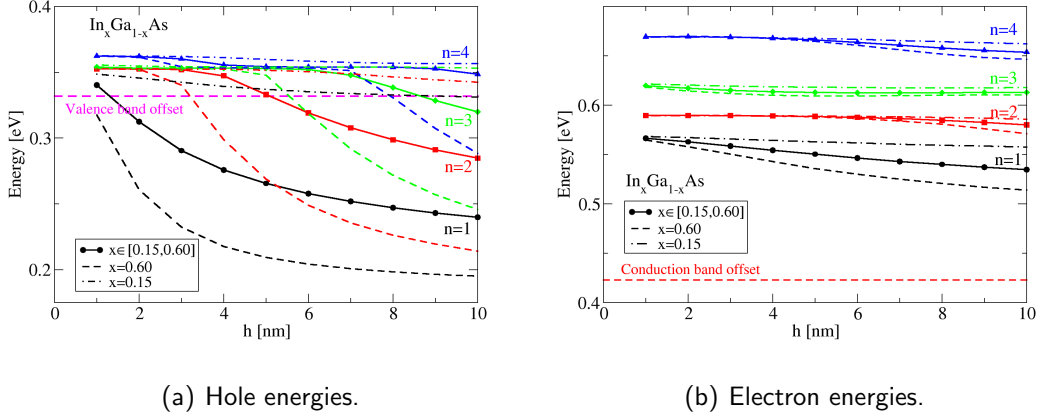 0.4
0.3
0.2
Energy [eV]
InₓGa₁₋ₓAs
n=4
Valence band offset
n=3
n=2
n=1
x∈[0.15,0.60]
x=0.60
x=0.15
0 2 4 6 8 10
h [nm]
(a) Hole energies.
0.6
0.5
0.4
Energy [eV]
n=4
n=3
n=2
n=1
InₓGa₁₋ₓAs
x∈[0.15,0.60]
x=0.60
x=0.15
Conduction band offset
0 2 4 6 8 10
h [nm]
(b) Electron energies.